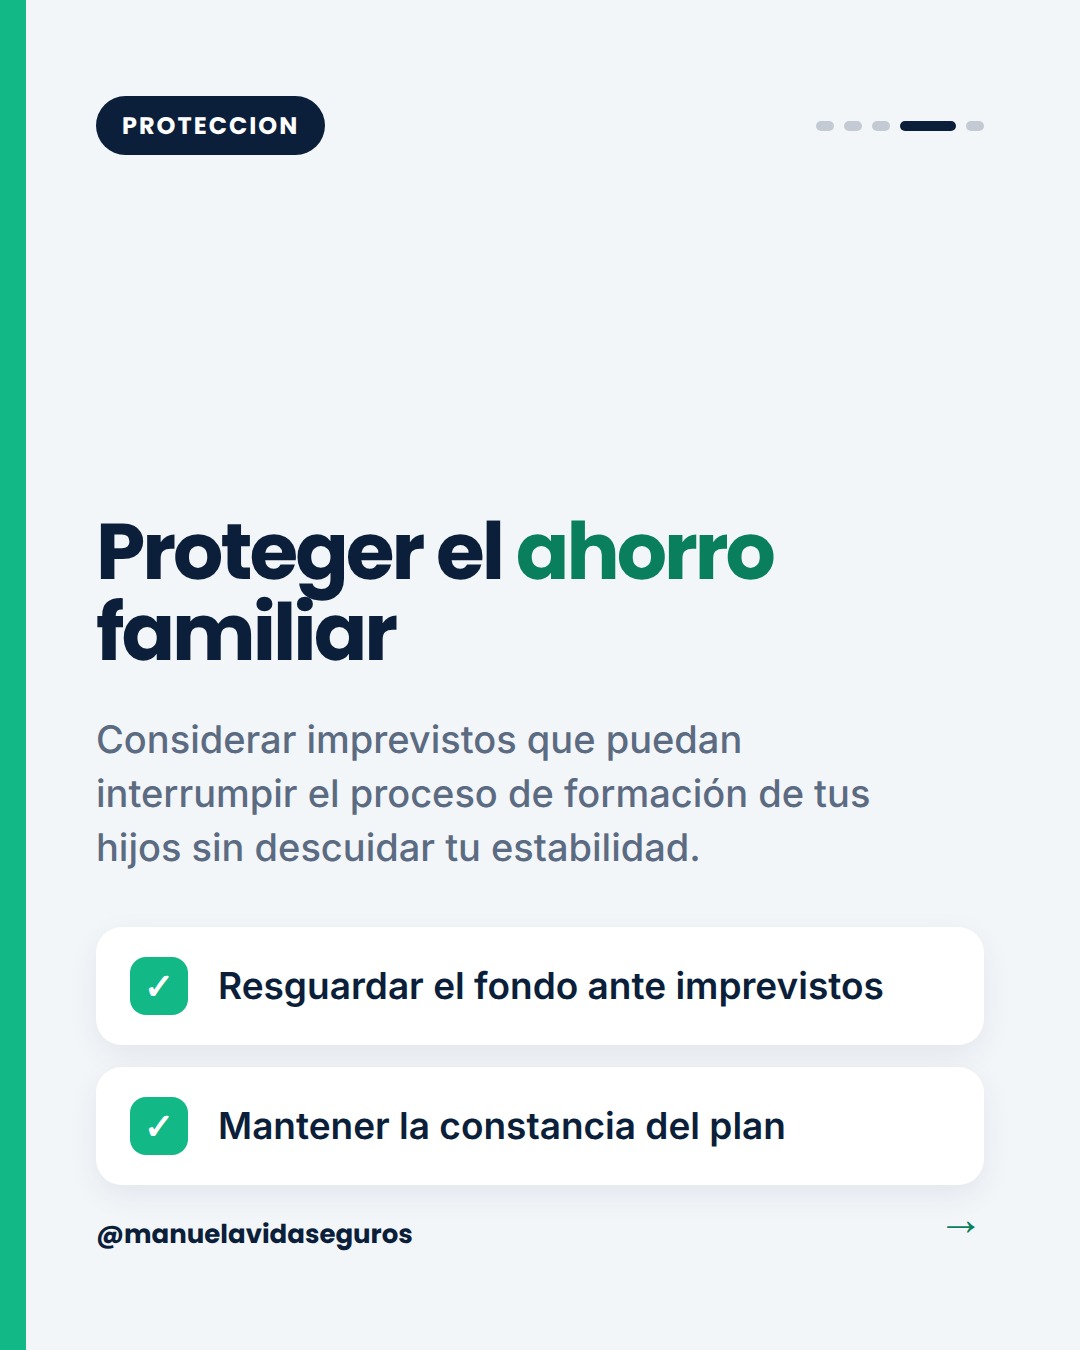 PROTECCION
Proteger el ahorro
familiar
Considerar imprevistos que puedan
interrumpir el proceso de formación de tus
hijos sin descuidar tu estabilidad.
✓ Resguardar el fondo ante imprevistos
✓ Mantener la constancia del plan
@manuelavidaseguros →